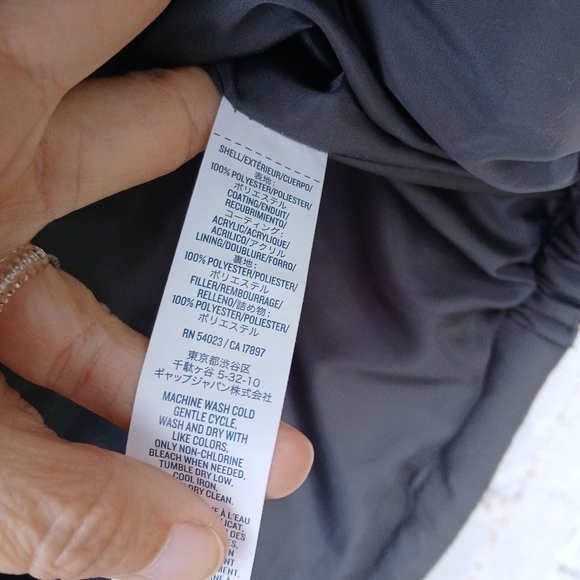 SHELL/EXTÉRIEUR/CUERPO/
表地:
100% POLYESTER/POLIESTER/
ポリエステル
COATING/ENDUIT/
RECUBRIMIENTO/
コーティング:
ACRYLIC/ACRYLIQUE/
ACRILICO/アクリル
LINING/DOUBLURE/FORRO/
裏地:
100% POLYESTER/POLIESTER/
ポリエステル
FILLER/REMBOURRAGE/
RELLENO/詰め物:
100% POLYESTER/POLIESTER/
ポリエステル
RN 54023 / CA 17897
東京都渋谷区
千駄ヶ谷 5-32-10
ギャップジャパン株式会社
MACHINE WASH COLD
GENTLE CYCLE,
WASH AND DRY WITH
LIKE COLORS,
ONLY NON-CHLORINE
BLEACH WHEN NEEDED,
TUMBLE DRY LOW.
COOL IRON,
DRY CLEAN.
À L'EAU
DES